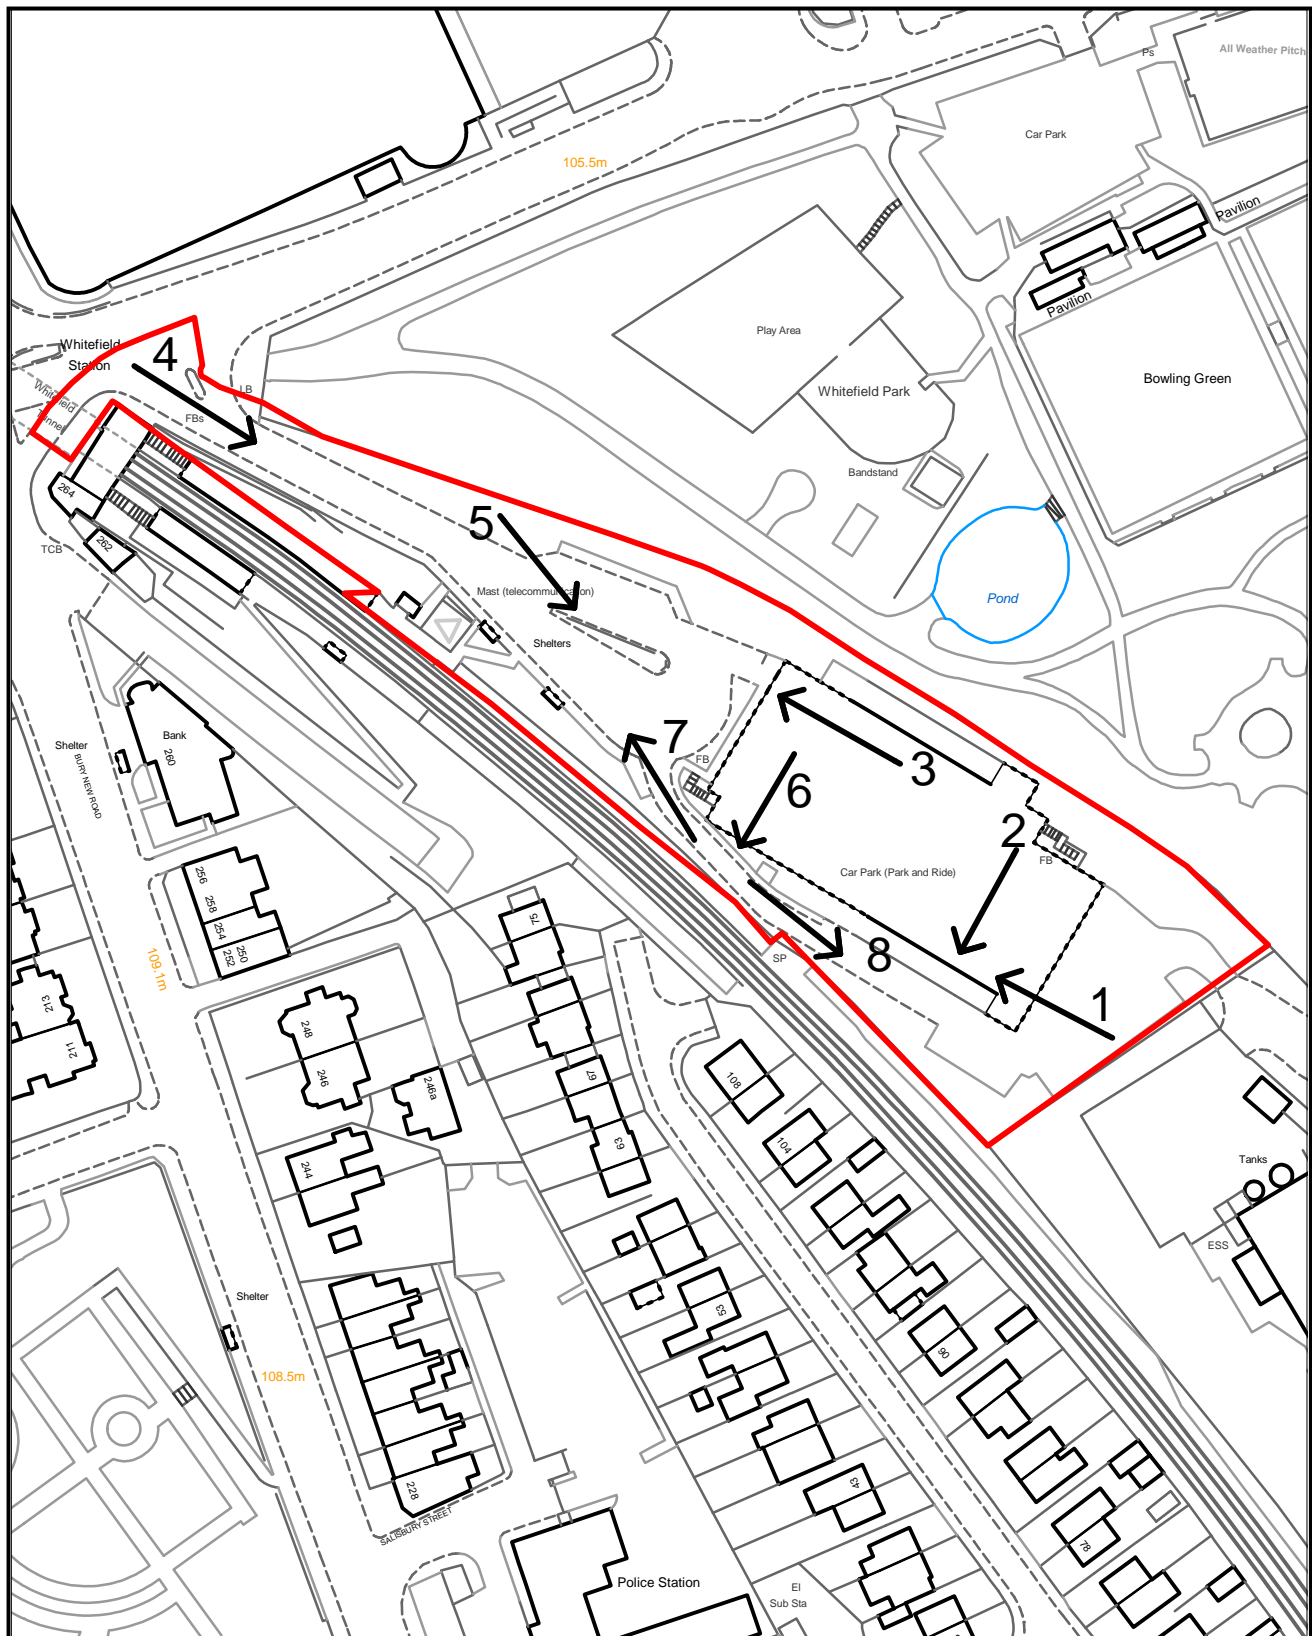 All Weather Pitch
Ps
Car Park
105.5m
Pavilion
Pavilion
Play Area
Whitefield
Station
4
Whitefield
Tunnel
LB
FBs
Whitefield Park
Bowling Green
Bandstand
264
262
TCB
5
Mast (telecommunication)
Shelters
Pond
Bank
260
Shelter
BURY NEW ROAD
7
FB
3
6
2
FB
Car Park (Park and Ride)
256
258
254
250
252
75
109.1m
8
SP
1
213
211
248
246
246a
67
63
108
104
244
Tanks
ESS
53
90
Shelter
108.5m
228
SALISBURY STREET
43
78
Police Station
El
Sub Sta